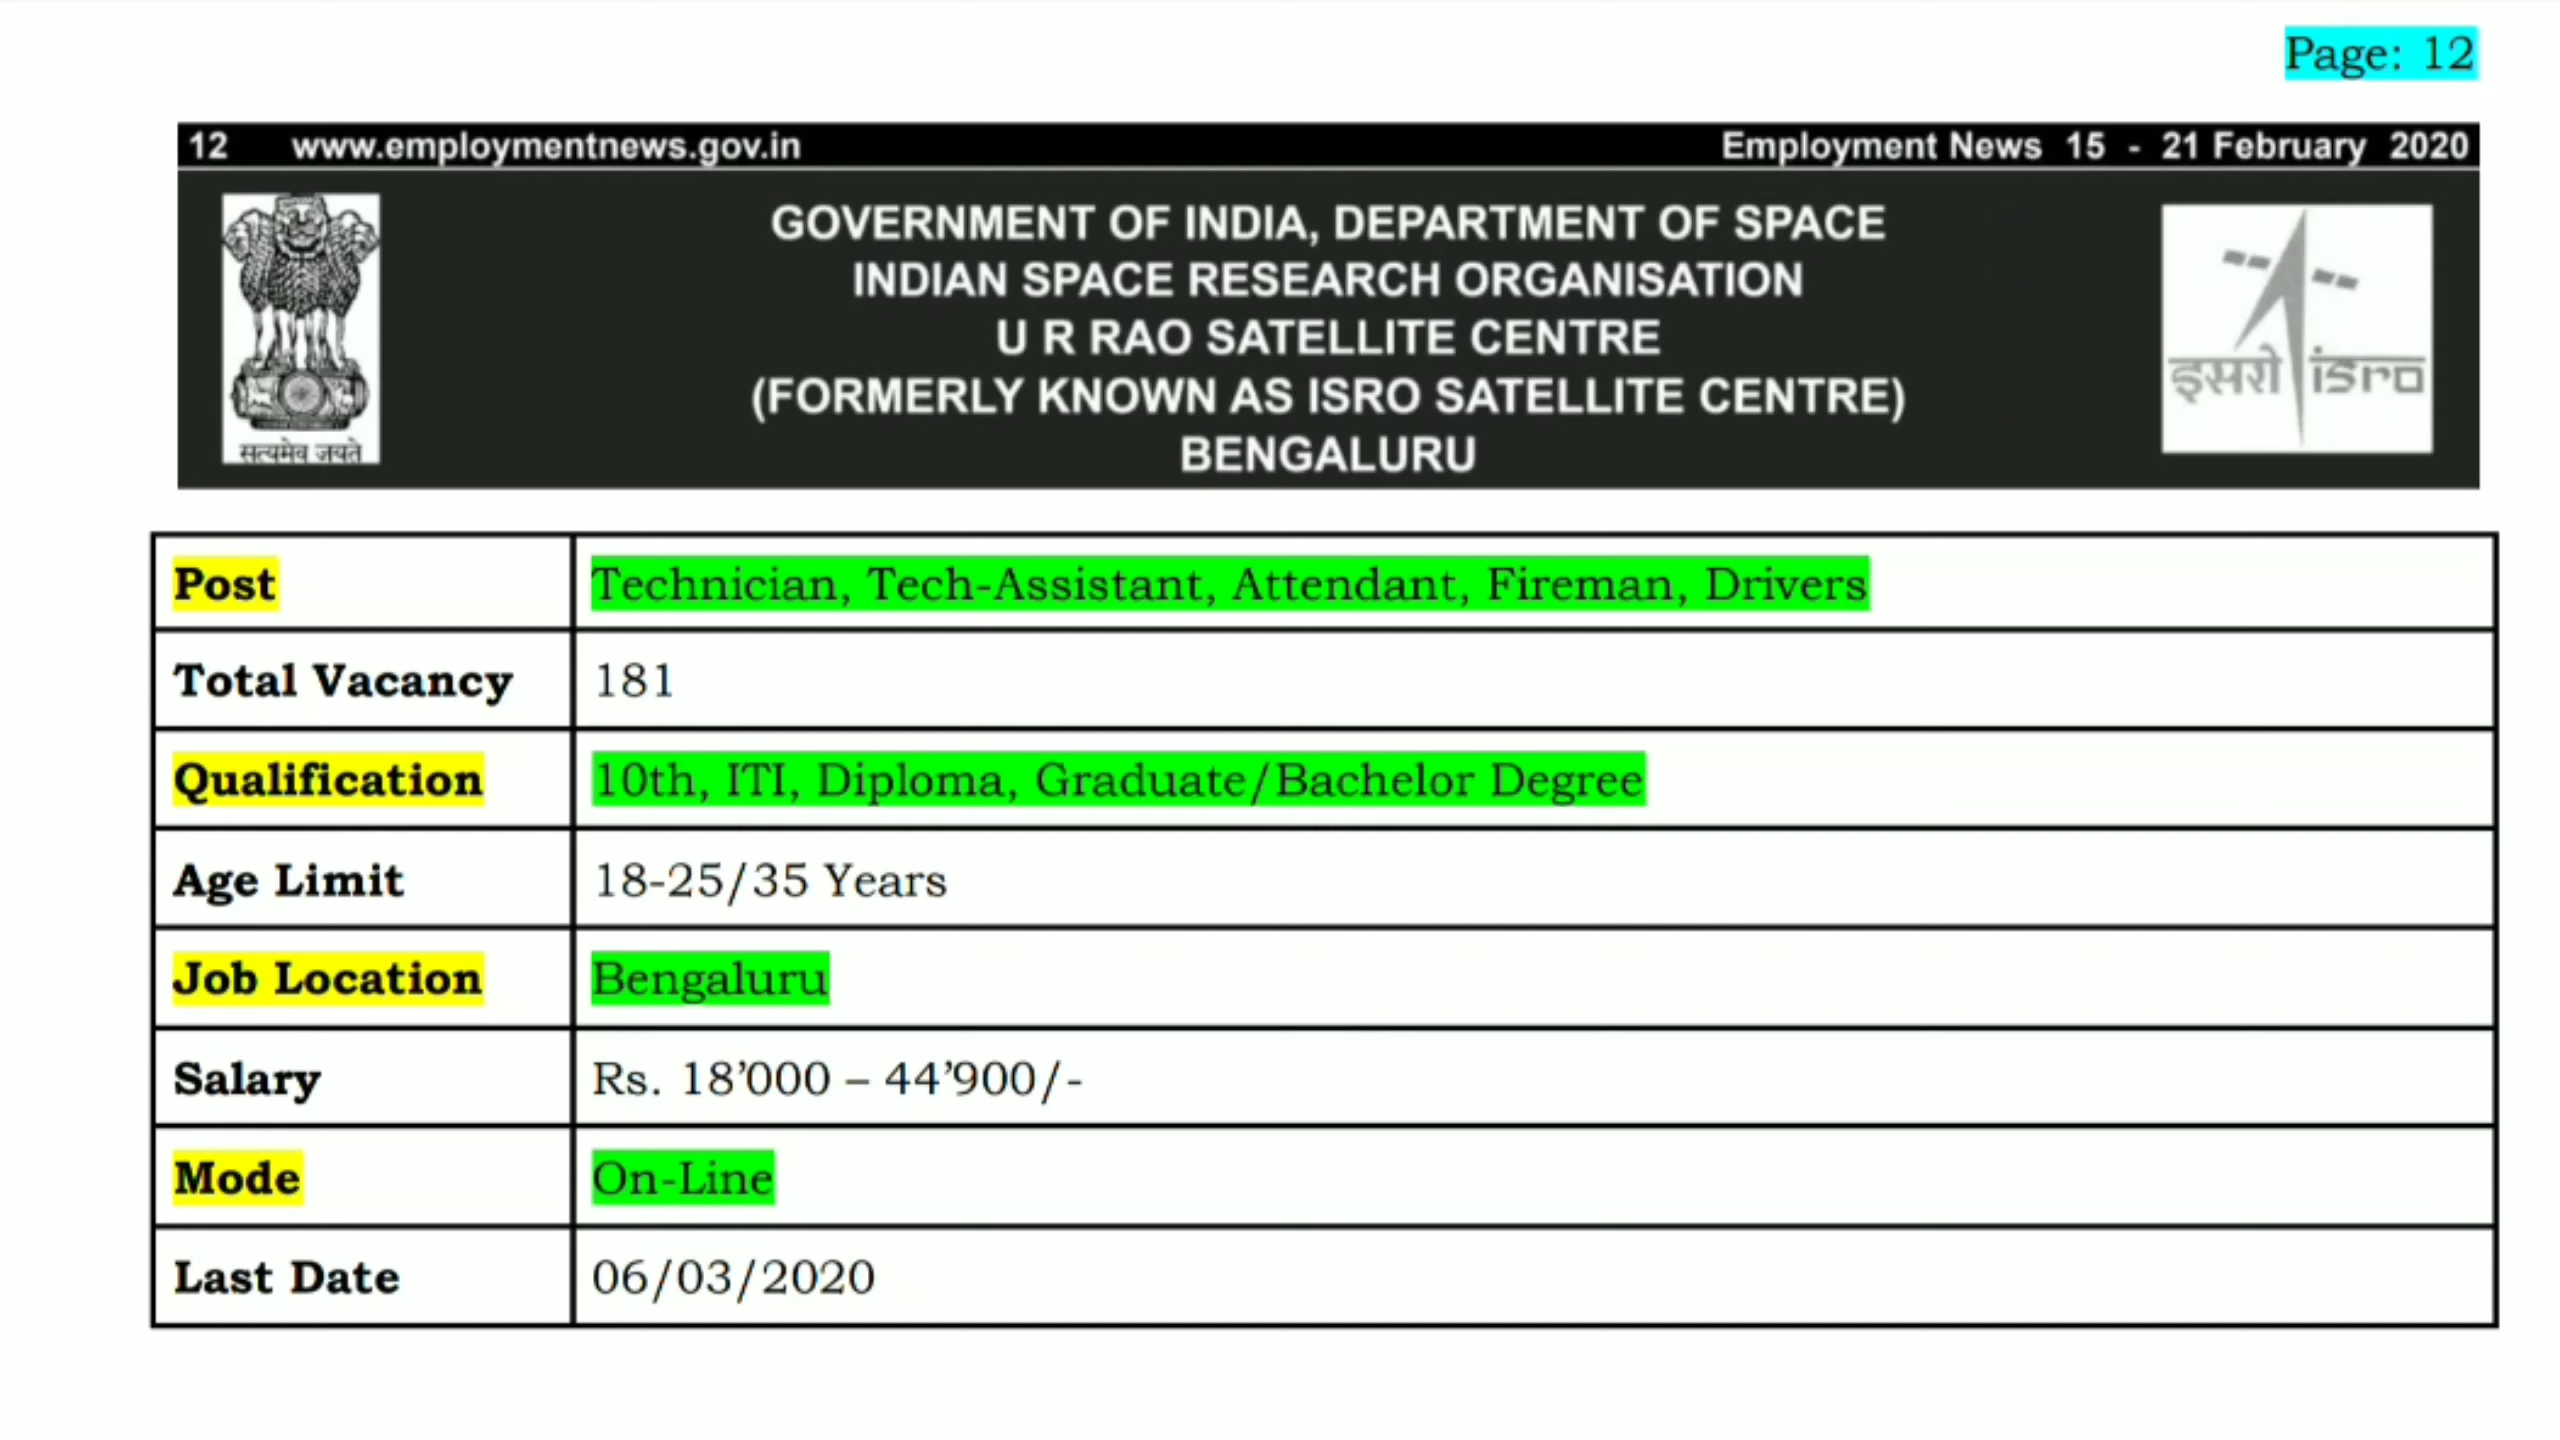 Page: 12
12 www.employmentnews.gov.in Employment News 15 - 21 February 2020
GOVERNMENT OF INDIA, DEPARTMENT OF SPACE
INDIAN SPACE RESEARCH ORGANISATION
U R RAO SATELLITE CENTRE
(FORMERLY KNOWN AS ISRO SATELLITE CENTRE)
BENGALURU
सत्यमेव जयते
इसरो isro
Post Technician, Tech-Assistant, Attendant, Fireman, Drivers
Total Vacancy 181
Qualification 10th, ITI, Diploma, Graduate/Bachelor Degree
Age Limit 18-25/35 Years
Job Location Bengaluru
Salary Rs. 18’000 – 44’900/-
Mode On-Line
Last Date 06/03/2020